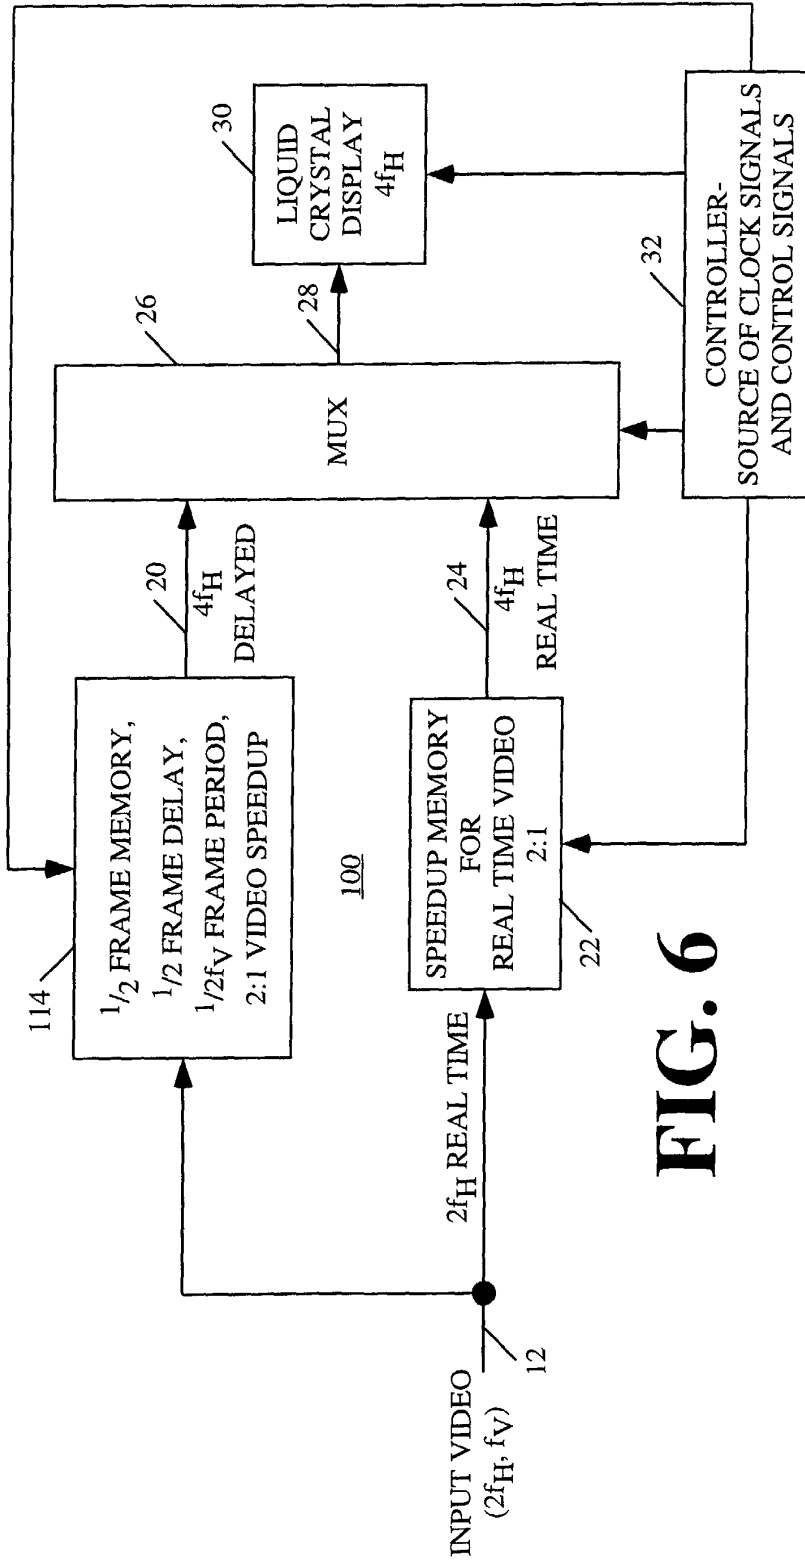 114
1/2 FRAME MEMORY,
1/2 FRAME DELAY,
1/2fV FRAME PERIOD,
2:1 VIDEO SPEEDUP
20
4fH
DELAYED
26
MUX
28
30
LIQUID
CRYSTAL
DISPLAY
4fH
100
INPUT VIDEO
(2fH, fV)
12
2fH REAL TIME
SPEEDUP MEMORY
FOR
REAL TIME VIDEO
2:1
22
24
4fH
REAL TIME
32
CONTROLLER-
SOURCE OF CLOCK SIGNALS
AND CONTROL SIGNALS
FIG. 6